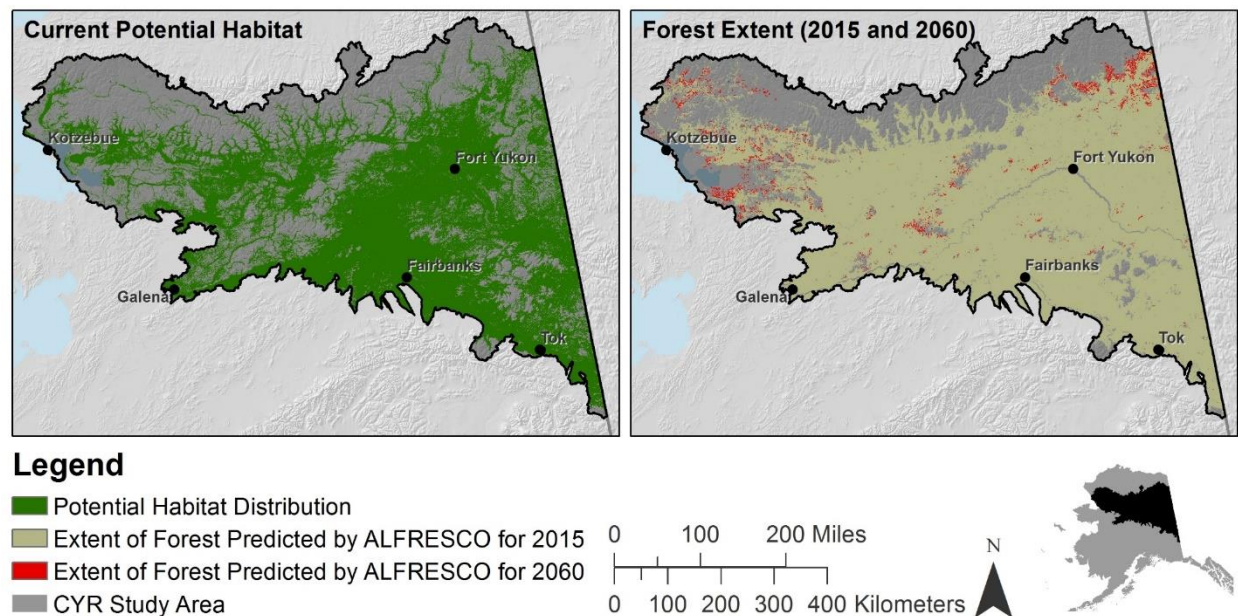 Current Potential Habitat
Kotzebue
Fort Yukon
Fairbanks
Galena
Tok
Forest Extent (2015 and 2060)
Kotzebue
Fort Yukon
Fairbanks
Galena
Tok
Legend
Potential Habitat Distribution
Extent of Forest Predicted by ALFRESCO for 2015
Extent of Forest Predicted by ALFRESCO for 2060
CYR Study Area
0 100 200 Miles
0 100 200 300 400 Kilometers
N